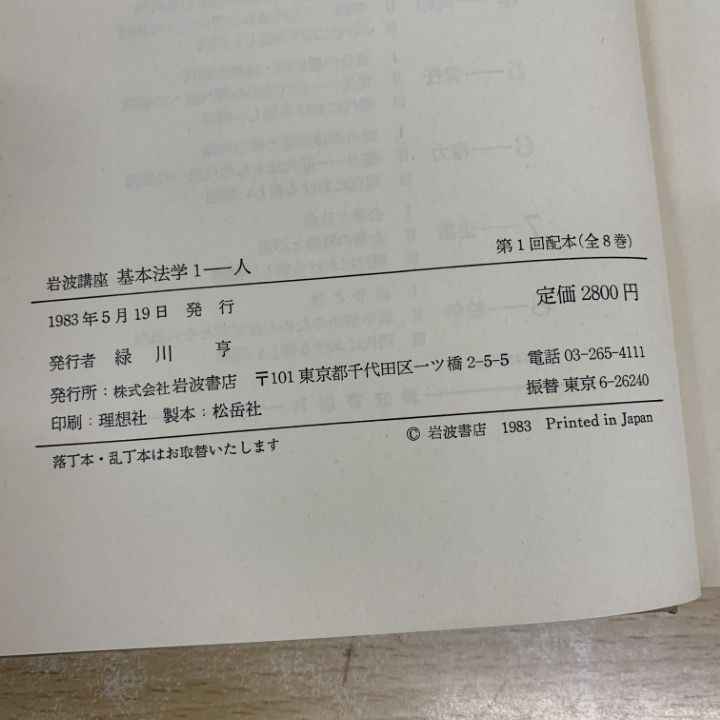 岩波講座 基本法学1——人
第1回配本(全8巻)
1983年5月19日 発行
定価2800円
発行者 緑川 亨
発行所:株式会社岩波書店 〒101東京都千代田区一ツ橋2-5-5 電話03-265-4111
振替東京6-26240
印刷:理想社 製本:松岳社
落丁本・乱丁本はお取替いたします
© 岩波書店 1983 Printed in Japan